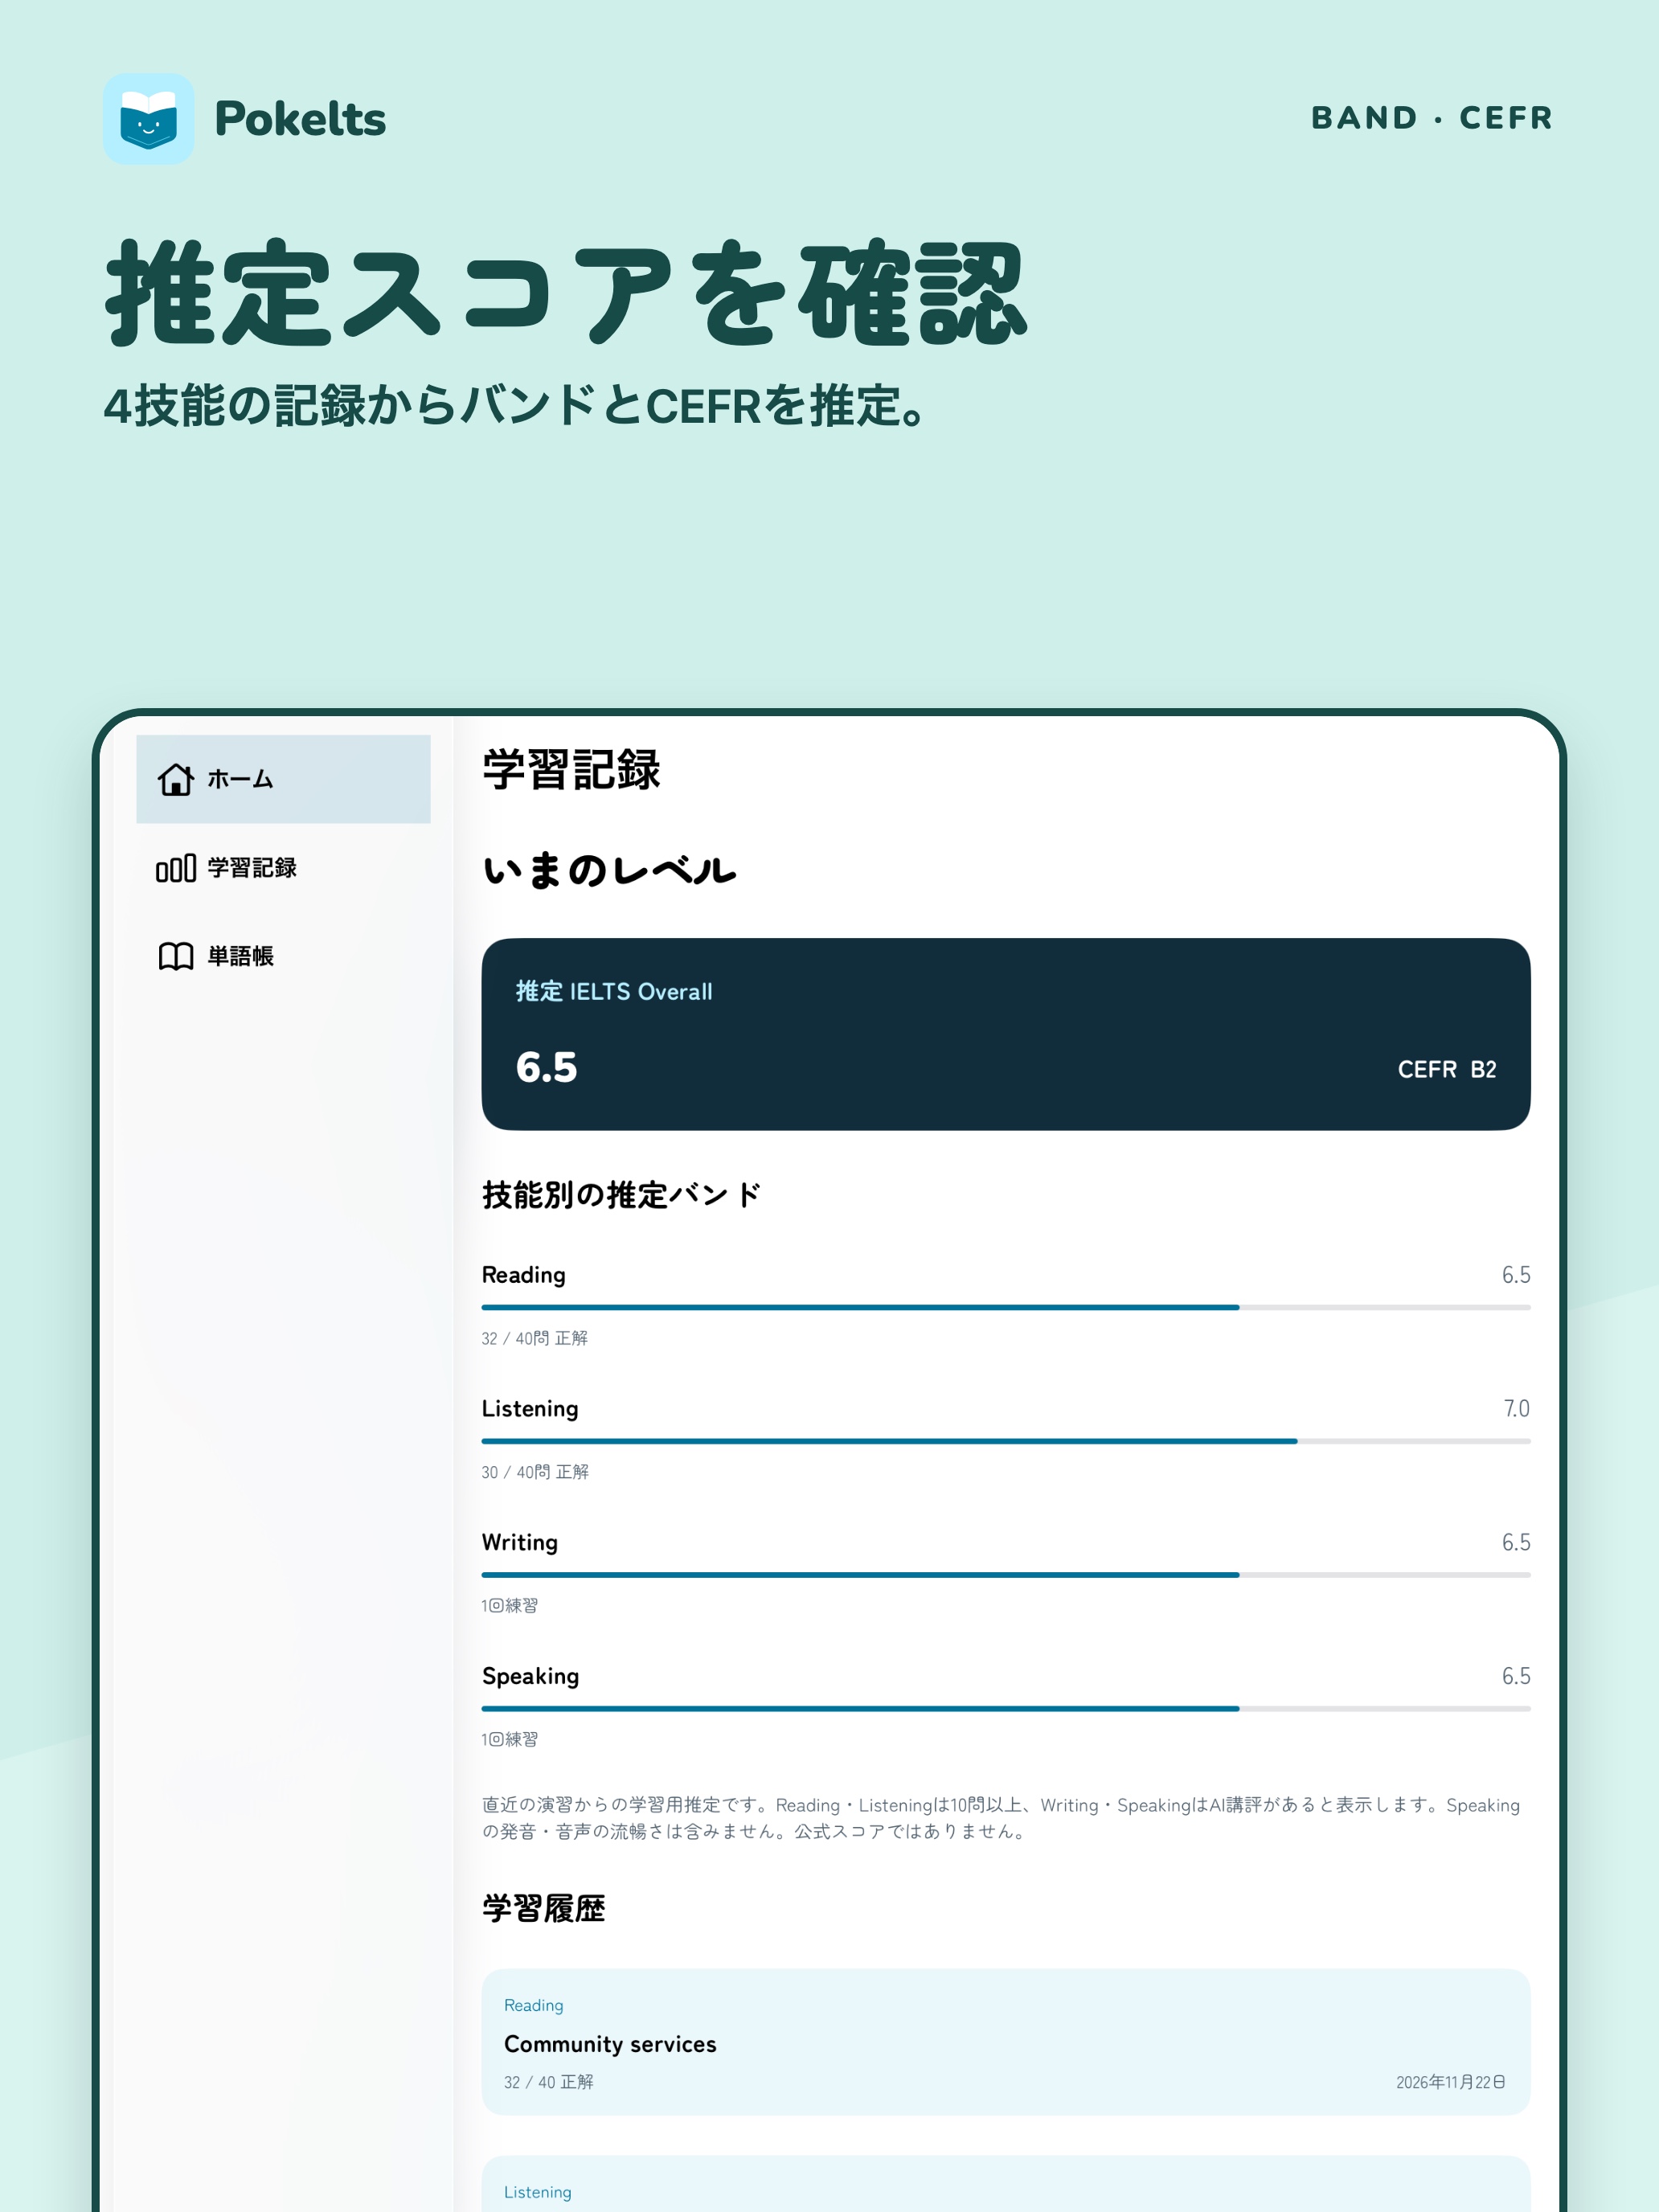 Pokelts
BAND · CEFR
推定スコアを確認
4技能の記録からバンドとCEFRを推定。
ホーム
学習記録
単語帳
学習記録
いまのレベル
推定 IELTS Overall
6.5
CEFR B2
技能別の推定バンド
Reading 6.5
32 / 40問 正解
Listening 7.0
30 / 40問 正解
Writing 6.5
1回練習
Speaking 6.5
1回練習
直近の演習からの学習用推定です。Reading・Listeningは10問以上、Writing・SpeakingはAI講評があると表示します。Speaking
の発音・音声の流暢さは含みません。公式スコアではありません。
学習履歴
Reading
Community services
32 / 40 正解 2026年11月22日
Listening